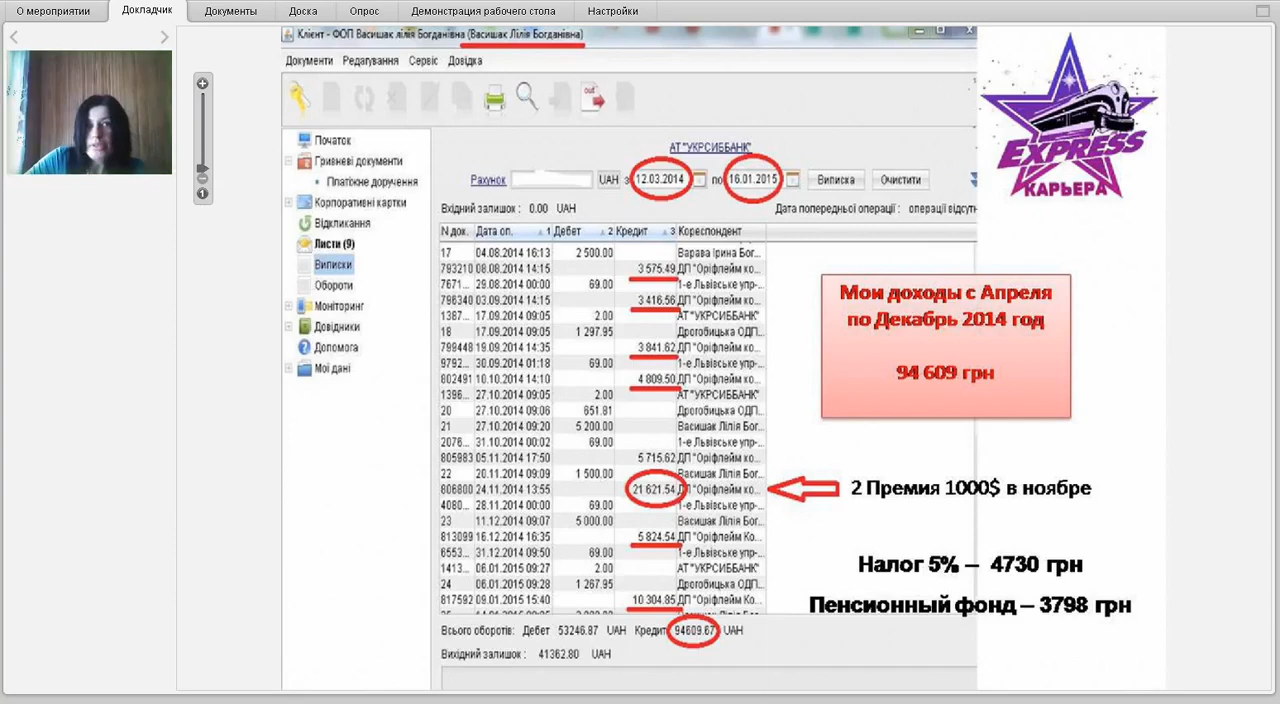 О мероприятии
Докладчик
Документы
Доска
Опрос
Демонстрация рабочего стола
Настройки
Клієнт - ФОП Васишак лілія Богданівна (Васишак Лілія Богданівна)
Документи Редагування Сервіс Довідка
out
Початок
Гривневі документи
Платіжне доручення
Корпоративні картки
Відкликання
Листи (9)
Виписки
Обороти
Моніторинг
Довідники
Допомога
Мої дані
АТ "УКРСИББАНК"
Рахунок UAH з 12.03.2014 по 16.01.2015 Виписка Очистити
Вхідний залишок : 0.00 UAH Дата попередньої операції : операції відсутн
N док. Дата оп. 1 Дебет 2 Кредит 3 Кореспондент
17 04.08.2014 16:13 2 500.00 Варава Ірина Бог...
793210 08.08.2014 14:15 3 575.49 ДП "Оріфлейм ко...
7671... 29.08.2014 00:00 69.00 1-е Львівське упр-...
796340 03.09.2014 14:15 3 416.56 ДП "Оріфлейм ко...
1387... 17.09.2014 09:05 2.00 АТ "УКРСИББАНК"
18 17.09.2014 09:05 1 297.95 Дрогобицька ОДП...
799448 19.09.2014 14:35 3 841.62 ДП "Оріфлейм ко...
9792... 30.09.2014 01:18 69.00 1-е Львівське упр-...
802491 10.10.2014 14:10 4 809.50 ДП "Оріфлейм ко...
1396... 27.10.2014 09:05 2.00 АТ "УКРСИББАНК"
20 27.10.2014 09:06 651.81 Дрогобицька ОДП...
21 27.10.2014 09:20 5 200.00 Васишак Лілія Бог...
2076... 31.10.2014 00:02 69.00 1-е Львівське упр-...
805983 05.11.2014 17:50 5 715.62 ДП "Оріфлейм ко...
22 20.11.2014 09:09 1 500.00 Васишак Лілія Бог...
806800 24.11.2014 13:55 21 621.54 ДП "Оріфлейм ко...
4080... 28.11.2014 00:00 69.00 1-е Львівське упр-...
23 11.12.2014 09:07 5 000.00 Васишак Лілія Бог...
813099 16.12.2014 16:35 5 824.54 ДП "Оріфлейм Ко...
6553... 31.12.2014 09:50 69.00 1-е Львівське упр-...
1413... 06.01.2015 09:27 2.00 АТ "УКРСИББАНК"
24 06.01.2015 09:28 1 267.95 Дрогобицька ОДП...
817592 09.01.2015 15:40 10 304.85 ДП "Оріфлейм Ко...
Всього оборотів: Дебет 53246.87 UAH Кредит 94609.67 UAH
Вихідний залишок : 41362.80 UAH
EXPRESS
КАРЬЕРА
Мои доходы с Апреля
по Декабрь 2014 год
94 609 грн
2 Премия 1000$ в ноябре
Налог 5% – 4730 грн
Пенсионный фонд – 3798 грн